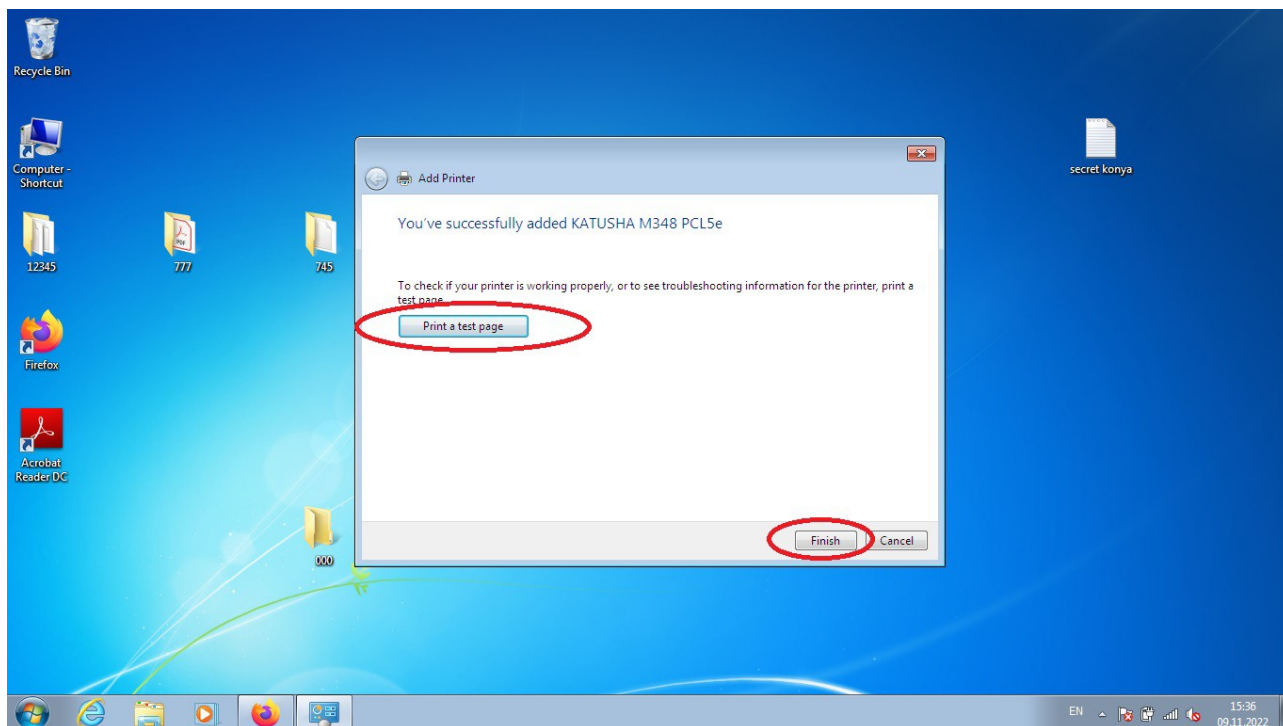 Recycle Bin
Computer -
Shortcut
secret konya
Add Printer
You've successfully added KATUSHA M348 PCL5e
12345
777
745
To check if your printer is working properly, or to see troubleshooting information for the printer, print a
test page.
Print a test page
Firefox
Acrobat
Reader DC
000
Finish
Cancel
EN
15:36
09.11.2022